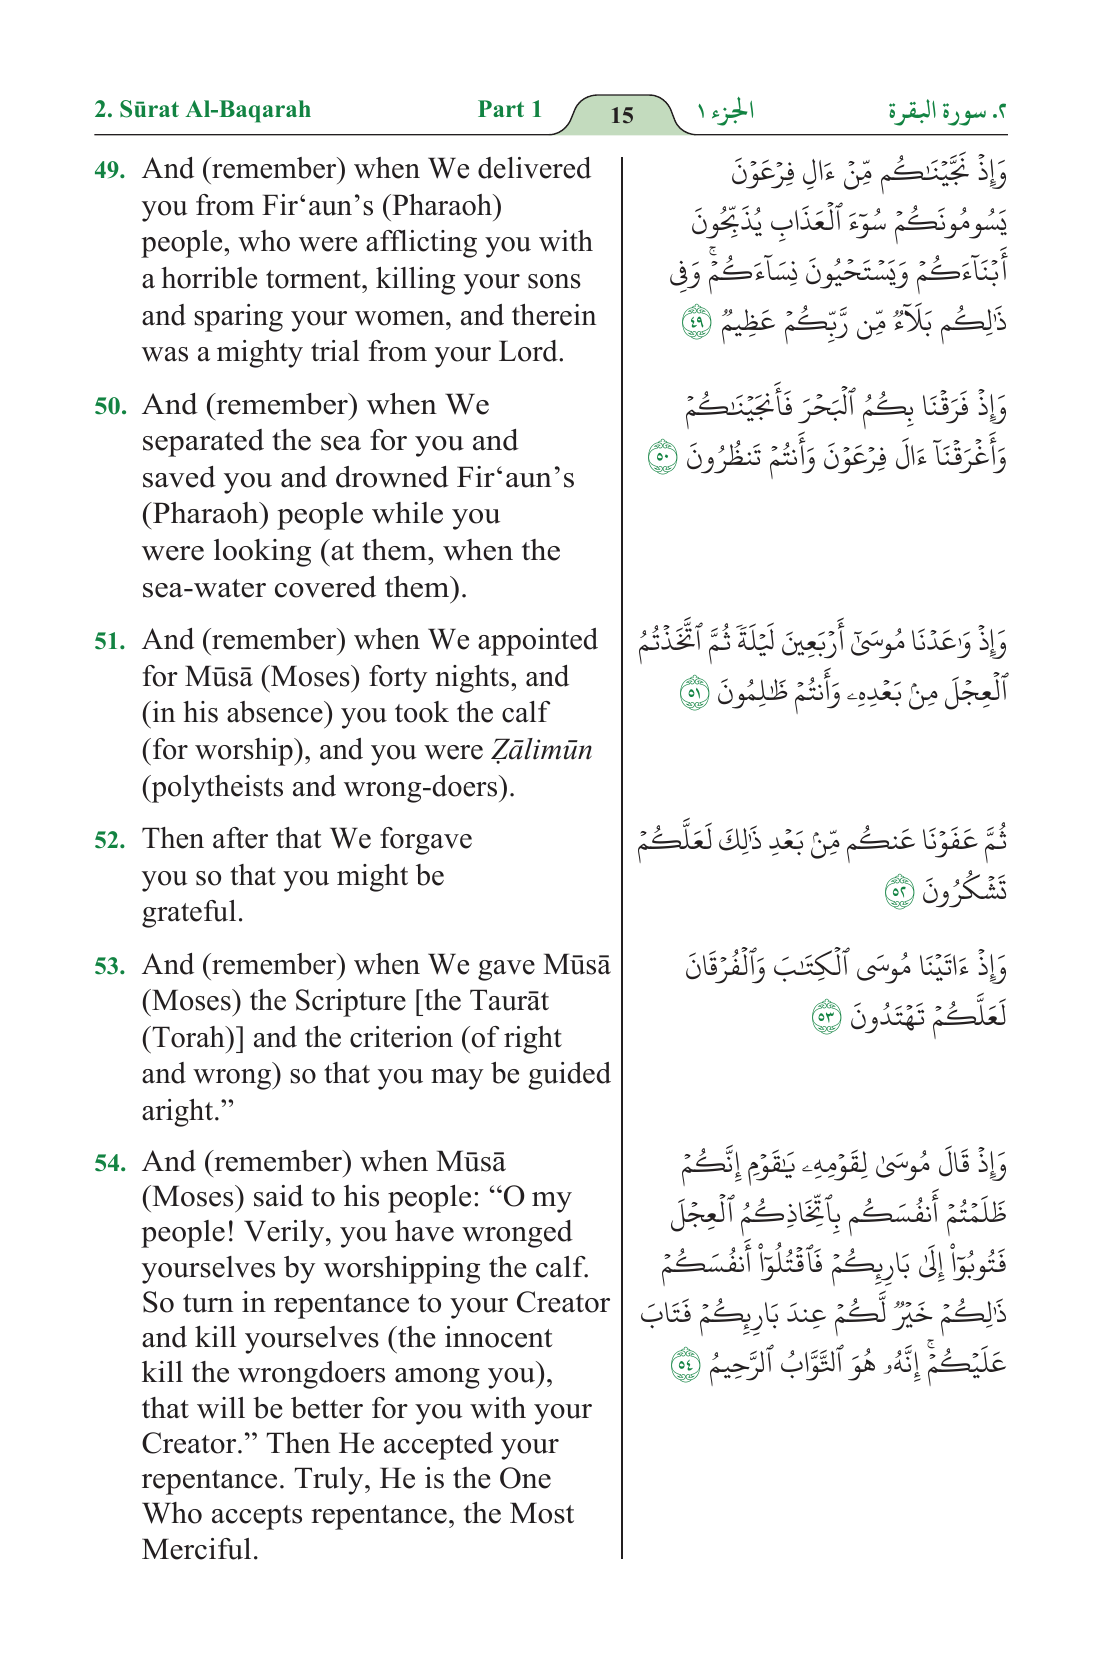 2. Sūrat Al-Baqarah Part 1 15 الجزء ١ ٢. سورة البقرة
49. And (remember) when We delivered
you from Fir‘aun’s (Pharaoh)
people, who were afflicting you with
a horrible torment, killing your sons
and sparing your women, and therein
was a mighty trial from your Lord.
50. And (remember) when We
separated the sea for you and
saved you and drowned Fir‘aun’s
(Pharaoh) people while you
were looking (at them, when the
sea-water covered them).
51. And (remember) when We appointed
for Mūsā (Moses) forty nights, and
(in his absence) you took the calf
(for worship), and you were Ẓālimūn
(polytheists and wrong-doers).
52. Then after that We forgave
you so that you might be
grateful.
53. And (remember) when We gave Mūsā
(Moses) the Scripture [the Taurāt
(Torah)] and the criterion (of right
and wrong) so that you may be guided
aright.”
54. And (remember) when Mūsā
(Moses) said to his people: “O my
people! Verily, you have wronged
yourselves by worshipping the calf.
So turn in repentance to your Creator
and kill yourselves (the innocent
kill the wrongdoers among you),
that will be better for you with your
Creator.” Then He accepted your
repentance. Truly, He is the One
Who accepts repentance, the Most
Merciful.
وَإِذْ نَجَّيْنَـٰكُم مِّنْ ءَالِ فِرْعَوْنَ
يَسُومُونَكُمْ سُوٓءَ ٱلْعَذَابِ يُذَبِّحُونَ
أَبْنَآءَكُمْ وَيَسْتَحْيُونَ نِسَآءَكُمْ ۚ وَفِى
ذَٰلِكُم بَلَآءٌ مِّن رَّبِّكُمْ عَظِيمٌ ٤٩
وَإِذْ فَرَقْنَا بِكُمُ ٱلْبَحْرَ فَأَنجَيْنَـٰكُمْ
وَأَغْرَقْنَآ ءَالَ فِرْعَوْنَ وَأَنتُمْ تَنظُرُونَ ٥٠
وَإِذْ وَٰعَدْنَا مُوسَىٰٓ أَرْبَعِينَ لَيْلَةً ثُمَّ ٱتَّخَذْتُمُ
ٱلْعِجْلَ مِنۢ بَعْدِهِۦ وَأَنتُمْ ظَـٰلِمُونَ ٥١
ثُمَّ عَفَوْنَا عَنكُم مِّنۢ بَعْدِ ذَٰلِكَ لَعَلَّكُمْ
تَشْكُرُونَ ٥٢
وَإِذْ ءَاتَيْنَا مُوسَى ٱلْكِتَـٰبَ وَٱلْفُرْقَانَ
لَعَلَّكُمْ تَهْتَدُونَ ٥٣
وَإِذْ قَالَ مُوسَىٰ لِقَوْمِهِۦ يَـٰقَوْمِ إِنَّكُمْ
ظَلَمْتُمْ أَنفُسَكُم بِٱتِّخَاذِكُمُ ٱلْعِجْلَ
فَتُوبُوٓا۟ إِلَىٰ بَارِئِكُمْ فَٱقْتُلُوٓا۟ أَنفُسَكُمْ
ذَٰلِكُمْ خَيْرٌ لَّكُمْ عِندَ بَارِئِكُمْ فَتَابَ
عَلَيْكُمْ ۚ إِنَّهُۥ هُوَ ٱلتَّوَّابُ ٱلرَّحِيمُ ٥٤